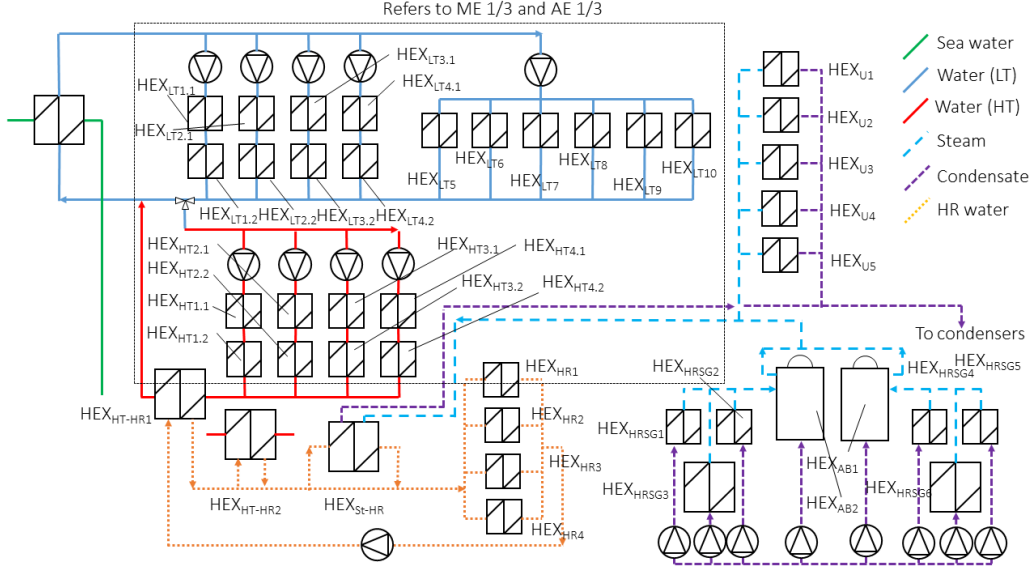 Refers to ME 1/3 and AE 1/3
Sea water
Water (LT)
Water (HT)
Steam
Condensate
HR water
HEXLT1.1
HEXLT2.1
HEXLT3.1
HEXLT4.1
HEXLT1.2
HEXLT2.2
HEXLT3.2
HEXLT4.2
HEXLT5
HEXLT6
HEXLT7
HEXLT8
HEXLT9
HEXLT10
HEXU1
HEXU2
HEXU3
HEXU4
HEXU5
HEXHT2.1
HEXHT2.2
HEXHT1.1
HEXHT1.2
HEXHT3.1
HEXHT4.1
HEXHT3.2
HEXHT4.2
To condensers
HEXHT-HR1
HEXHT-HR2
HEXSt-HR
HEXHR1
HEXHR2
HEXHR3
HEXHR4
HEXHRSG1
HEXHRSG2
HEXHRSG3
HEXHRSG4
HEXHRSG5
HEXHRSG6
HEXAB1
HEXAB2